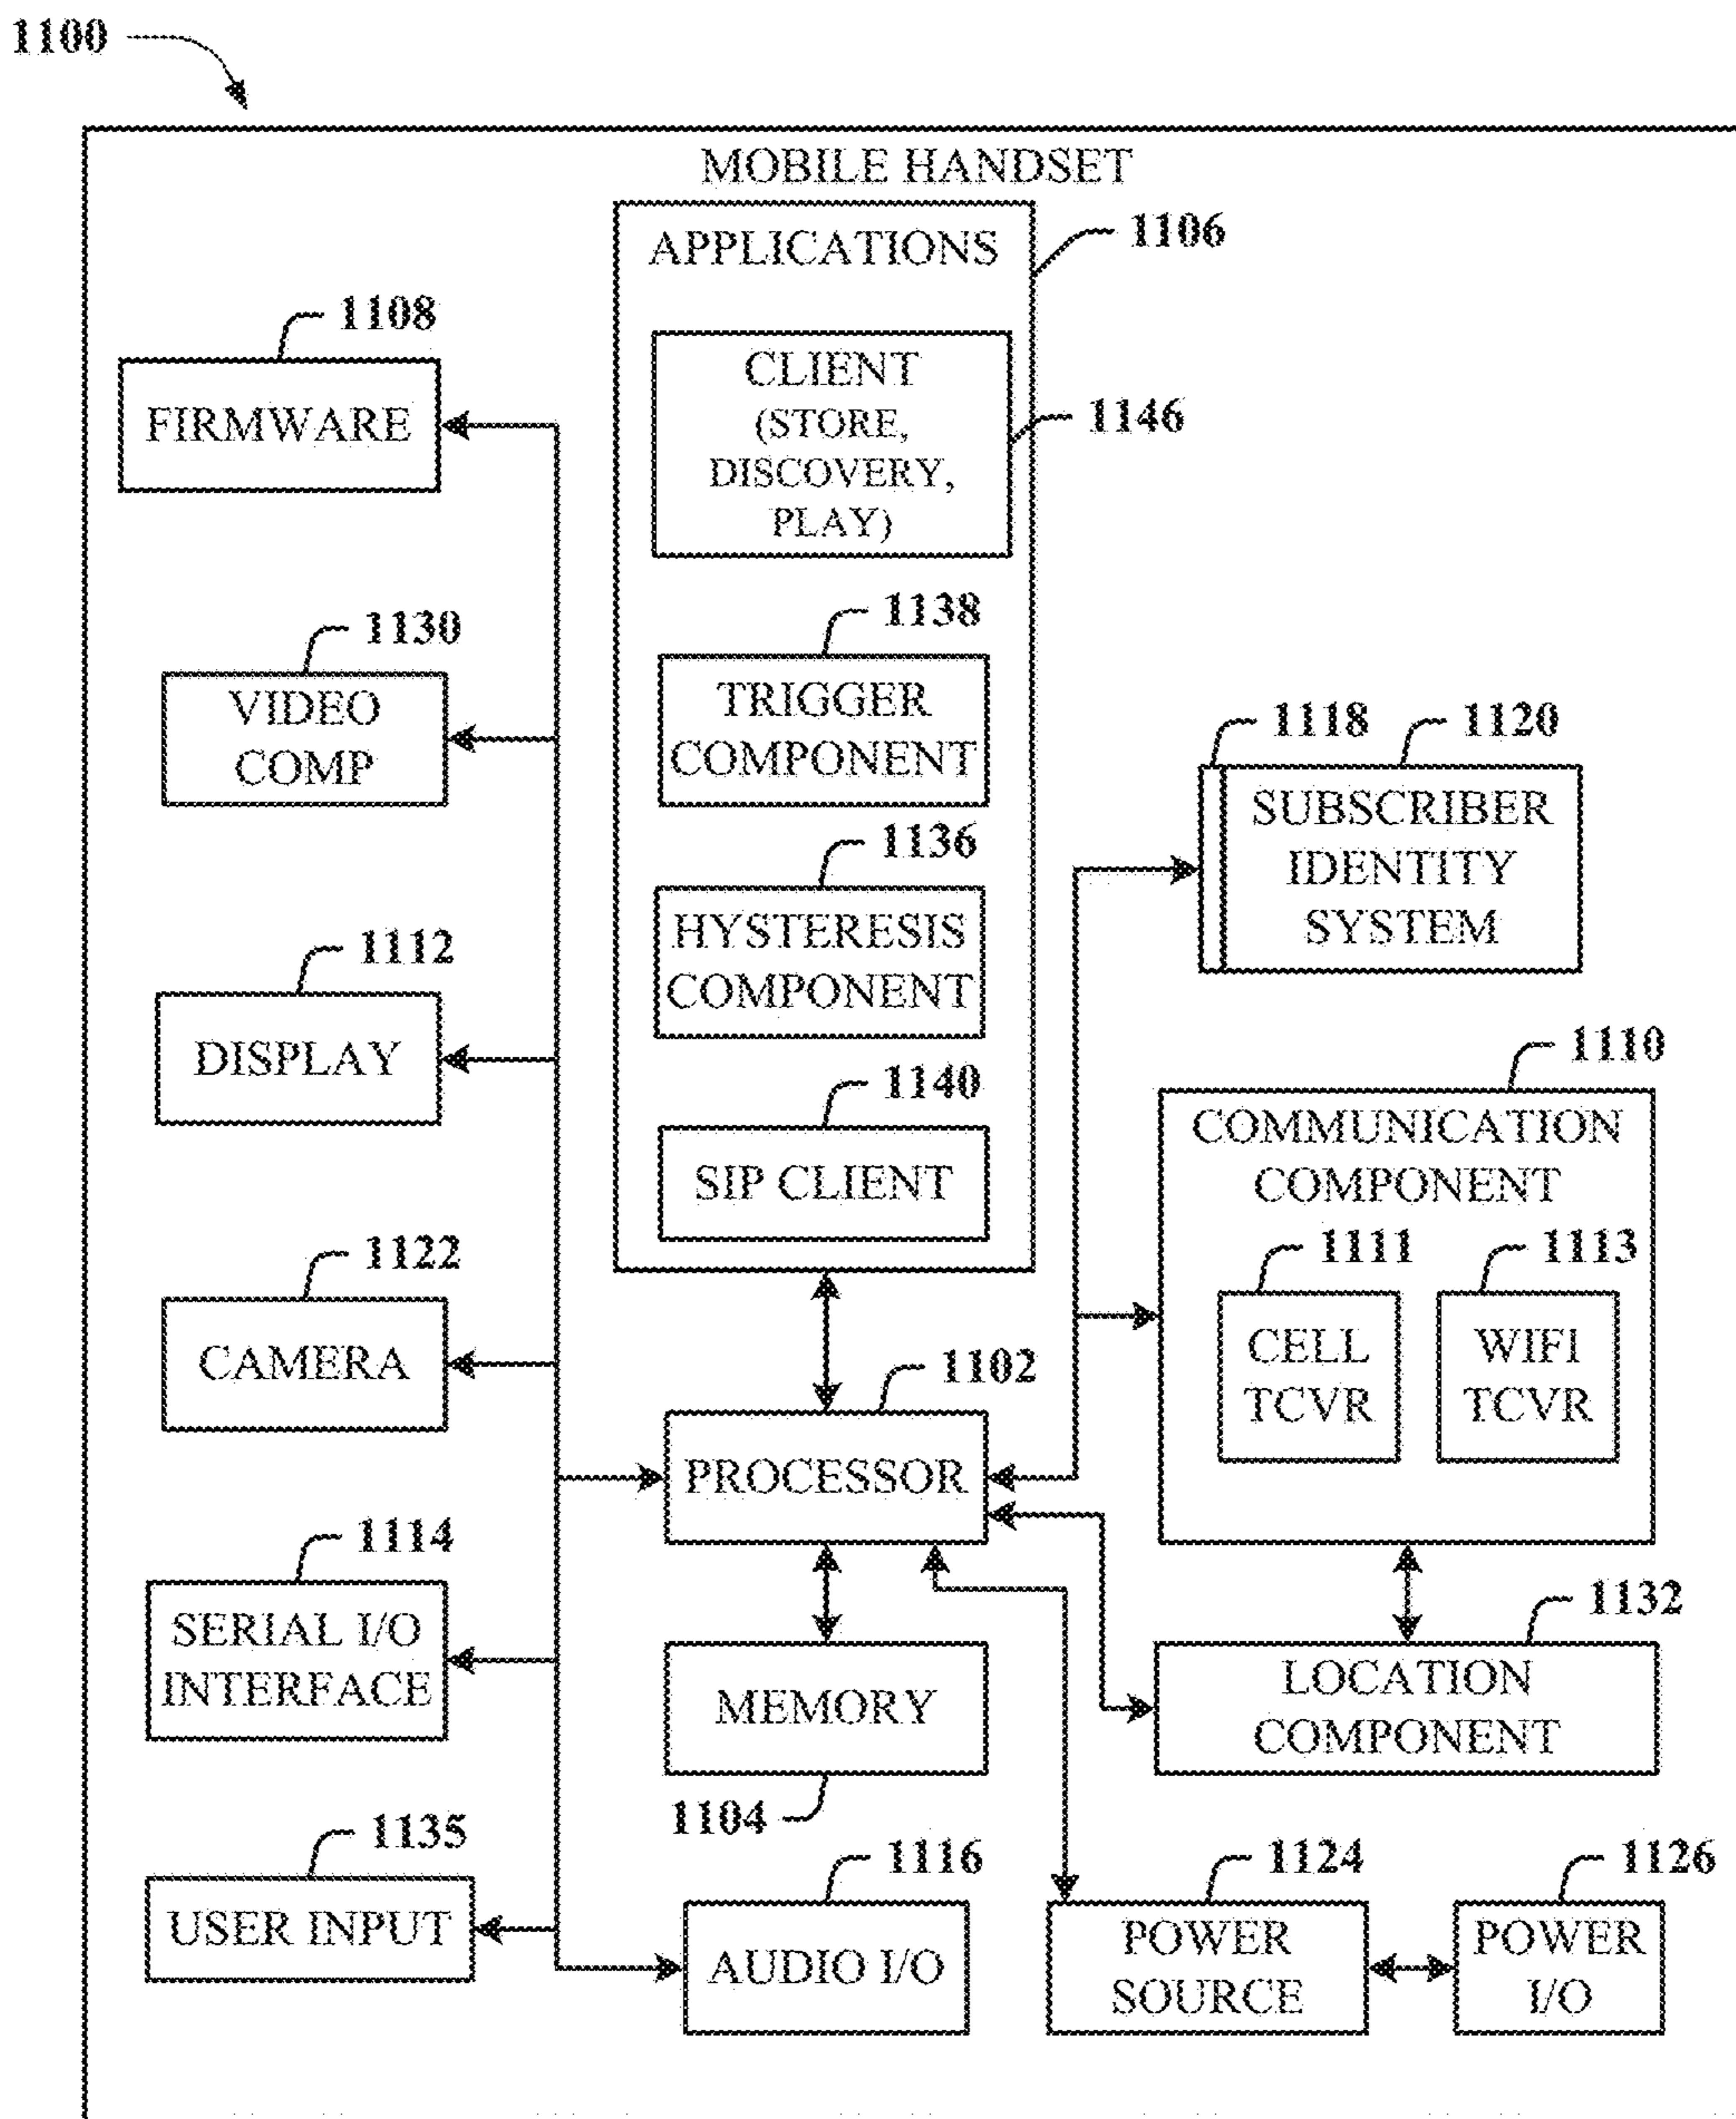 1100
MOBILE HANDSET
APPLICATIONS
1106
CLIENT
(STORE,
DISCOVERY,
PLAY)
1146
1138
TRIGGER
COMPONENT
1136
HYSTERESIS
COMPONENT
1140
SIP CLIENT
1108
FIRMWARE
1130
VIDEO
COMP
1112
DISPLAY
1122
CAMERA
1114
SERIAL I/O
INTERFACE
1135
USER INPUT
1102
PROCESSOR
MEMORY
1104
1116
AUDIO I/O
1118
1120
SUBSCRIBER
IDENTITY
SYSTEM
1110
COMMUNICATION
COMPONENT
1111
CELL
TCVR
1113
WIFI
TCVR
1132
LOCATION
COMPONENT
1124
POWER
SOURCE
1126
POWER
I/O